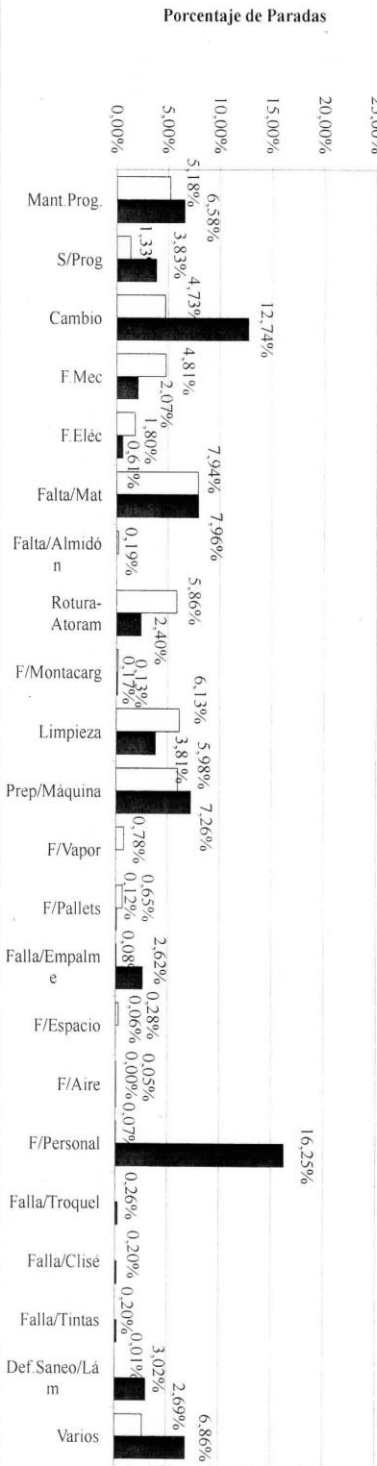 Porcentaje de Paradas
25,00%
20,00%
15,00%
10,00%
5,00%
0,00%
5,18%
6,58%
1,33%
3,83%
4,73%
12,74%
4,81%
2,07%
1,80%
0,61%
7,94%
7,96%
0,19%
5,86%
2,40%
0,17%
0,13%
6,13%
3,81%
5,98%
7,26%
0,78%
0,65%
0,12%
0,08%
2,62%
0,28%
0,06%
0,00%
0,05%
0,07%
16,25%
0,26%
0,20%
0,20%
0,01%
3,02%
2,69%
6,86%
Mant.Prog.
S/Prog
Cambio
F.Mec
F.Eléc
Falta/Mat
Falta/Almidó
n
Rotura-
Atoram
F/Montacarg
Limpieza
Prep/Máquina
F/Vapor
F/Pallets
Falla/Empalm
e
F/Espacio
F/Aire
F/Personal
Falla/Troquel
Falla/Clisé
Falla/Tintas
Def.Saneo/Lá
m
Varios